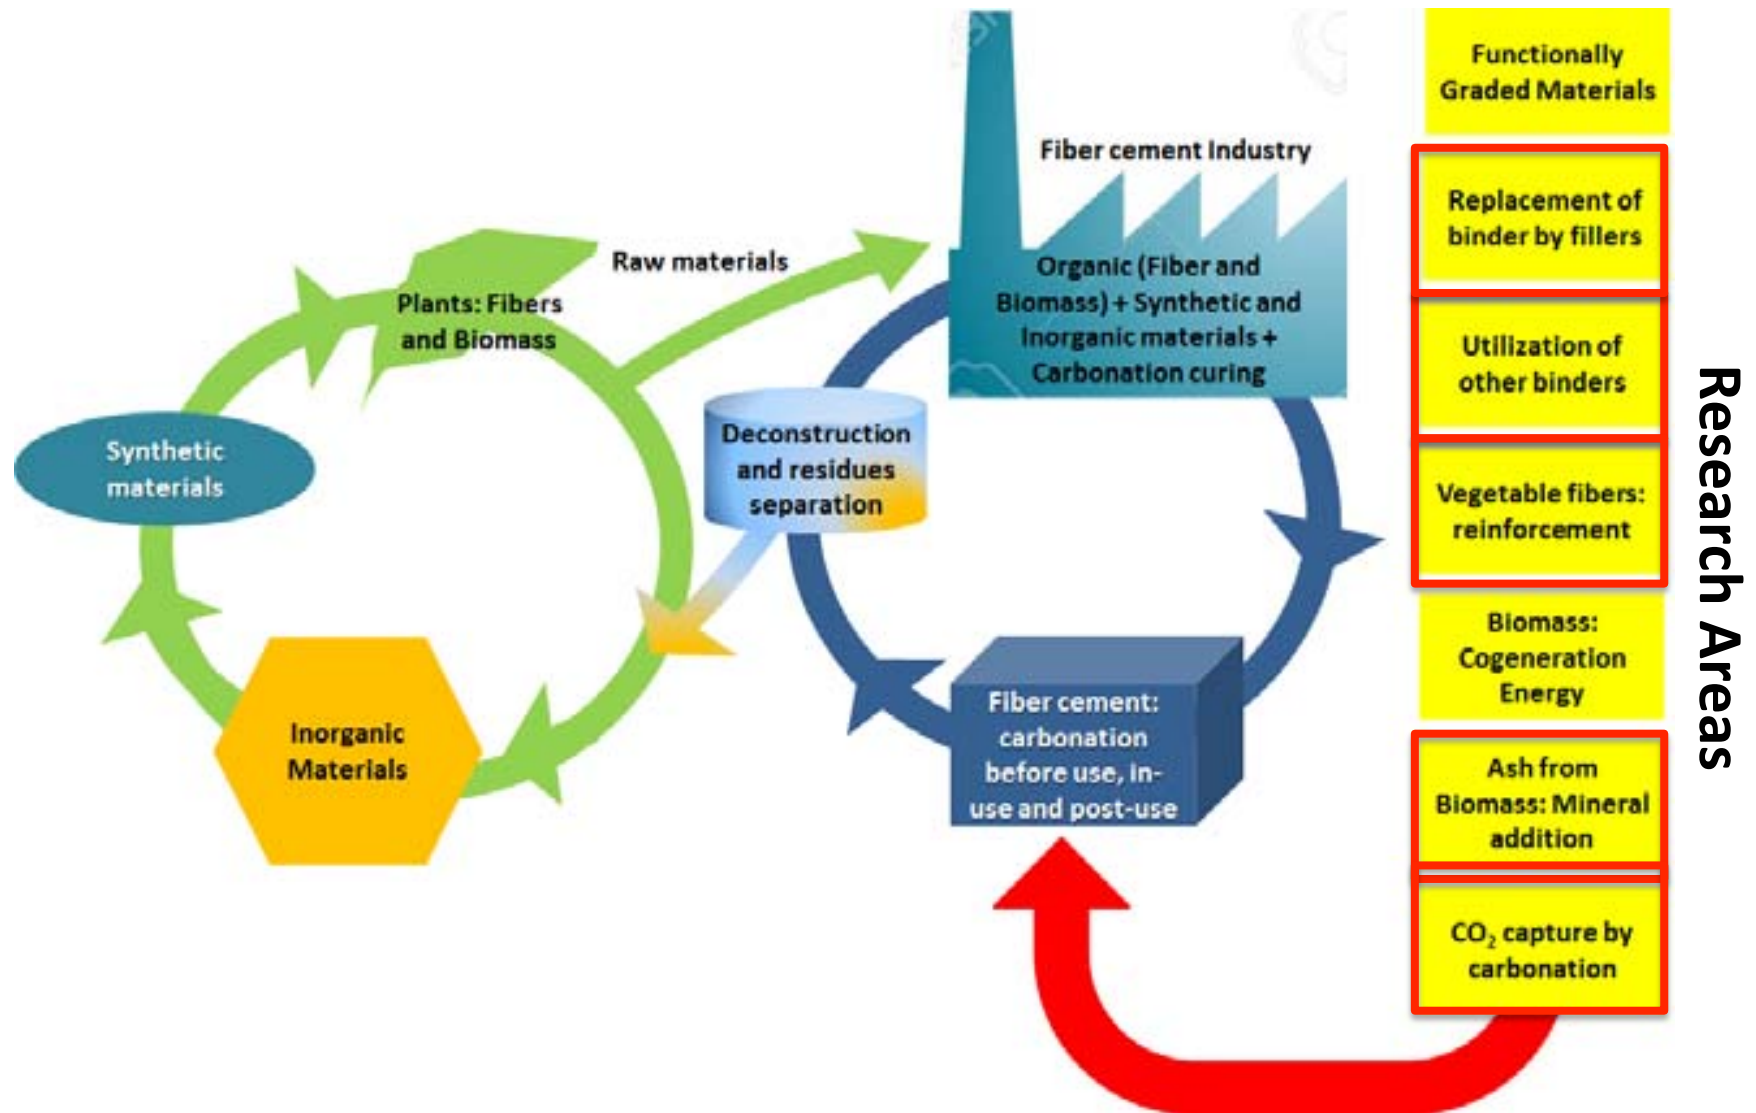 Functionally
Graded Materials
Fiber cement Industry
Replacement of
binder by fillers
Raw materials
Organic (Fiber and
Biomass) + Synthetic and
Inorganic materials +
Carbonation curing
Plants: Fibers
and Biomass
Utilization of
other binders
Research Areas
Deconstruction
and residues
separation
Synthetic
materials
Vegetable fibers:
reinforcement
Biomass:
Cogeneration
Energy
Fiber cement:
carbonation
before use, in-
use and post-use
Inorganic
Materials
Ash from
Biomass: Mineral
addition
CO₂ capture by
carbonation